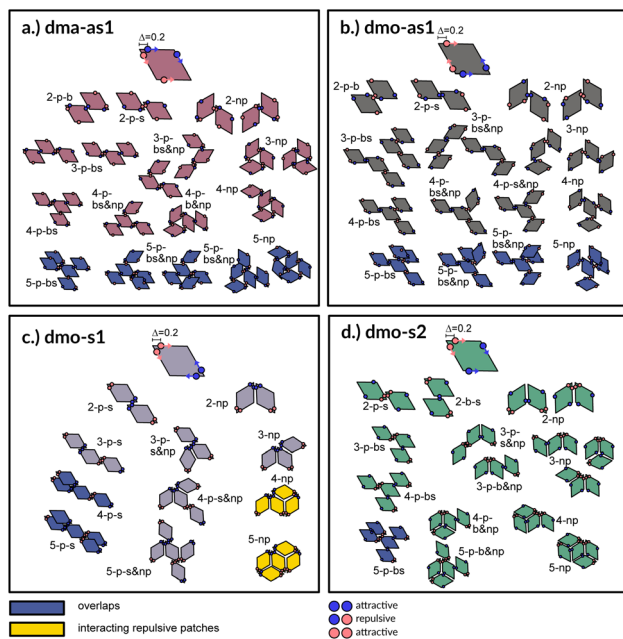 a.) dma-as1
Δ=0.2
2-p-b
2-p-s
2-np
3-p-bs
3-p-
bs&np
3-np
4-p-bs
4-p-
bs&np
4-p-
b&np
4-np
5-p-bs
5-p-
bs&np
5-p-
bs&np
5-np
b.) dmo-as1
Δ=0.2
2-p-b
2-p-s
2-np
3-p-bs
3-p-
bs&np
3-np
4-p-bs
4-p-
bs&np
4-p-s&np
4-np
5-p-bs
5-p-
bs&np
5-p-
bs&np
5-np
c.) dmo-s1
Δ=0.2
2-p-s
2-np
3-p-s
3-p-
s&np
3-np
4-p-s
4-p-s&np
4-np
5-p-s
5-p-s&np
5-np
d.) dmo-s2
Δ=0.2
2-p-s
2-b-s
2-np
3-p-bs
3-p-
s&np
3-p-b&np
3-np
4-p-bs
4-p-
b&np
4-np
5-p-bs
5-p-b&np
5-np
overlaps
interacting repulsive patches
attractive
repulsive
attractive